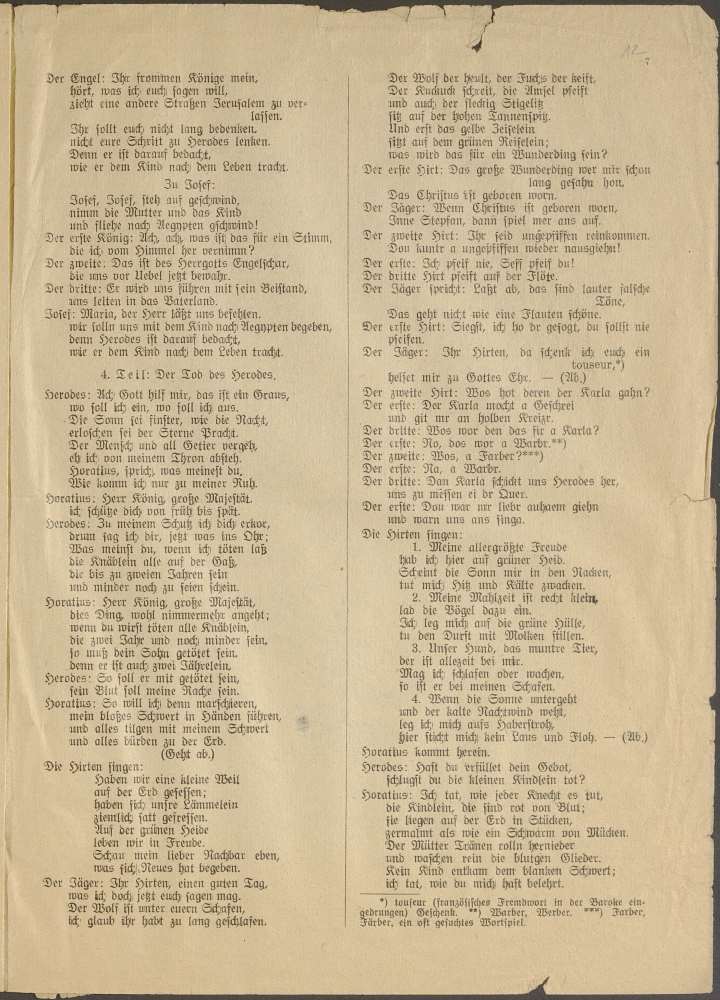 12
Der Engel: Ihr frommen Könige mein,
hört, was ich euch sagen will,
zieht eine andere Straßen Jerusalem zu ver-
lassen.
Ihr sollt euch nicht lang bedenken.
nicht eure Schritt zu Herodes lenken.
Denn er ist darauf bedacht,
wie er dem Kind nach dem Leben tracht.
Zu Josef:
Josef, Josef, steh auf geschwind,
nimm die Mutter und das Kind
und fliehe nach Aegypten gschwind!
Der erste König: Ach, ach, was ist das für ein Stimm,
die ich vom Himmel her vernimm?
Der zweite: Das ist des Herrgotts Engelschar,
die uns vor Uebel jetzt bewahr.
Der dritte: Er wird uns führen mit sein Beistand,
uns leiten in das Vaterland.
Josef: Maria, der Herr läßt uns befehlen.
wir solln uns mit dem Kind nach Aegypten begeben,
denn Herodes ist darauf bedacht,
wie er dem Kind nach dem Leben tracht.
4. Teil: Der Tod des Herodes.
Herodes: Ach Gott hilf mir, das ist ein Graus,
wo soll ich ein, wo soll ich aus.
Die Sonn sei finster, wie die Nacht,
erloschen sei der Sterne Pracht.
Der Mensch und all Getier vergeh,
eh ich von meinem Thron absteh.
Horatius, sprich, was meinest du.
Wie komm ich nur zu meiner Ruh.
Horatius: Herr König, große Majestät.
ich schütze dich von früh bis spät.
Herodes: Zu meinem Schutz ich dich erkor,
drum sag ich dir, jetzt was ins Ohr;
Was meinst du, wenn ich töten laß
die Knäblein alle auf der Gaß,
die bis zu zweien Jahren sein
und minder noch zu seien schein.
Horatius: Herr König, große Majestät,
dies Ding, wohl nimmermehr angeht;
wenn du wirst töten alle Knäblein,
die zwei Jahr und noch minder sein,
so muß dein Sohn getötet sein.
denn er ist auch zwei Jährelein.
Herodes: So soll er mit getötet sein,
sein Blut soll meine Rache sein.
Horatius: So will ich denn marschieren,
mein bloßes Schwert in Händen führen,
und alles tilgen mit meinem Schwert
und alles bürden zu der Erd.
(Geht ab.)
Die Hirten singen:
Haben wir eine kleine Weil
auf der Erd gesessen;
haben sich unsre Lämmelein
ziemlich satt gefressen.
Auf der grünen Heide
leben wir in Freude.
Schau mein lieber Nachbar eben,
was sich Neues hat begeben.
Der Jäger: Ihr Hirten, einen guten Tag,
was ich doch jetzt euch sagen mag.
Der Wolf ist unter euern Schafen,
ich glaub ihr habt zu lang geschlafen.
Der Wolf der heult, der Fuchs der keift,
Der Kuckuck schreit, die Amsel pfeift
und auch der fleckig Stigelitz
sitz auf der hohen Tannenspitz.
Und erst das gelbe Zeiselein
sitzt auf dem grünen Reiselein;
was wird das für ein Wunderding sein?
Der erste Hirt: Das große Wunderding wer mir schon
lang gesahn hon.
Das Christus ist geboren worn.
Der Jäger: Wenn Christus ist geboren worn,
Inne Stepfan, dann spiel mer ans auf.
Der zweite Hirt: Ihr seid ungepfiffen reinkommen.
Dou kuntr a ungepfiffen wieder nausgiehn!
Der erste: Ich pfeif nie, Seff pfeif du!
Der dritte Hirt pfeift auf der Flöte.
Der Jäger spricht: Laßt ab, das sind lauter falsche
Töne,
Das geht nicht wie eine Flauten schöne.
Der erste Hirt: Siegst, ich ho dr gesogt, du sollst nie
pfeifen.
Der Jäger: Ihr Hirten, da schenk ich euch ein
touseur,*)
helfet mir zu Gottes Ehr. — (Ab.)
Der zweite Hirt: Wos hot deren der Karla gahn?
Der erste: Der Karla mocht a Geschrei
und git mr an holben Kreizr.
Der dritte: Wos wor den das fir a Karla?
Der erste: No, dos wor a Warbr.**)
Der zweite: Wos, a Farber?***)
Der erste: Na, a Warbr.
Der dritte: Dan Karla schickt uns Herodes her,
uns zu messen ei dr Quer.
Der erste: Dou war wr liebr auhaem giehn
und warn uns ans singa.
Die Hirten singen:
1. Meine allergrößte Freude
hab ich hier auf grüner Heid.
Scheint die Sonn mir in den Nacken,
tut mich Hitz und Kälte zwacken.
2. Meine Mahlzeit ist recht klein,
lad die Vögel dazu ein.
Ich leg mich auf die grüne Hülle,
tu den Durst mit Molken stillen.
3. Unser Hund, das muntre Tier,
der ist allezeit bei mir.
Mag ich schlafen oder wachen,
so ist er bei meinen Schafen.
4. Wenn die Sonne untergeht
und der kalte Nachtwind weht,
leg ich mich aufs Haberstroh,
hier sticht mich kein Laus und Floh. — (Ab.)
Horatius kommt herein.
Herodes: Hast du erfüllet dein Gebot,
schlugst du die kleinen Kindlein tot?
Horatius: Ich tat, wie jeder Knecht es tut,
die Kindlein, die sind rot von Blut;
sie liegen auf der Erd in Stücken,
zermalmt als wie ein Schwarm von Mücken.
Der Mütter Tränen rolln hernieder
und waschen rein die blutgen Glieder.
Kein Kind entkam dem blanken Schwert;
ich tat, wie du mich hast belehrt.
*) touseur (französisches Fremdwort in der Baroke ein-
gedrungen) Geschenk. **) Warber, Werber. ***) Farber,
Färber, ein oft gesuchtes Wortspiel.